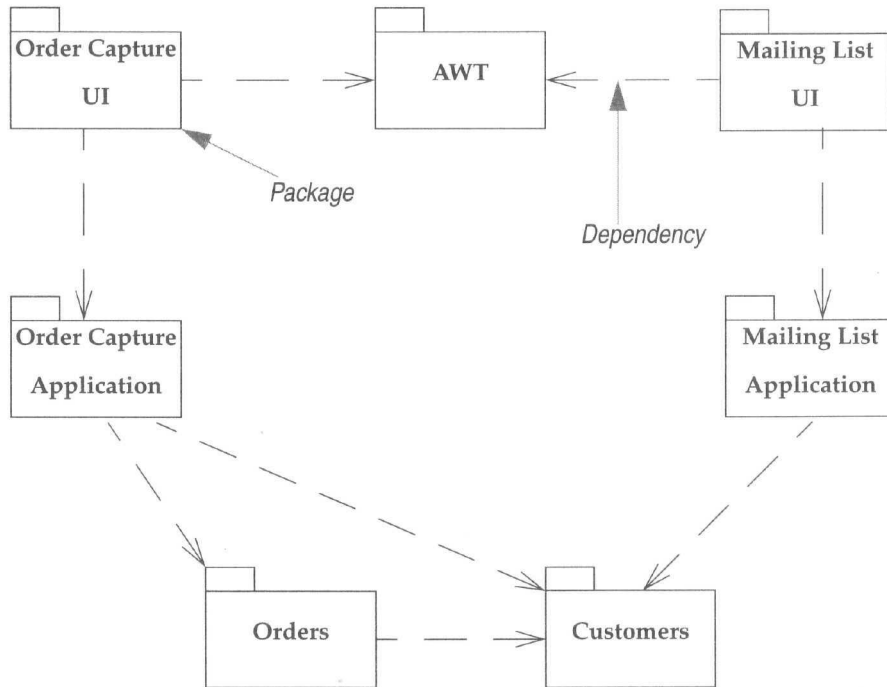 Order Capture
UI
AWT
Mailing List
UI
Package
Dependency
Order Capture
Application
Mailing List
Application
Orders
Customers